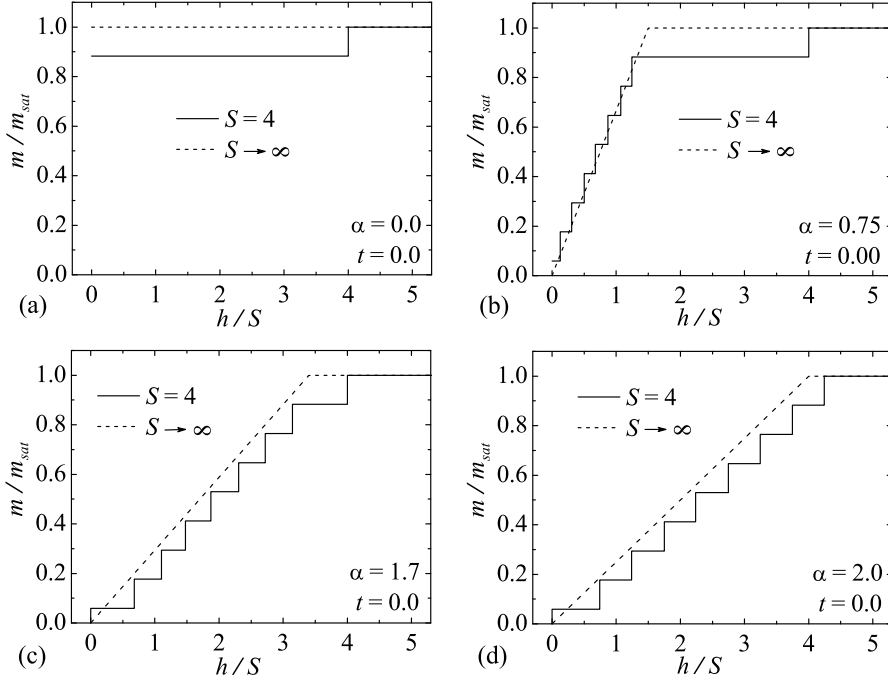 m / m_sat
1.0
0.8
0.6
0.4
0.2
0.0
S = 4
S → ∞
α = 0.0
t = 0.0
0 1 2 3 4 5
(a)
h / S
m / m_sat
1.0
0.8
0.6
0.4
0.2
0.0
S = 4
S → ∞
α = 0.75
t = 0.00
0 1 2 3 4 5
(b)
h / S
m / m_sat
1.0
0.8
0.6
0.4
0.2
0.0
S = 4
S → ∞
α = 1.7
t = 0.0
0 1 2 3 4 5
(c)
h / S
m / m_sat
1.0
0.8
0.6
0.4
0.2
0.0
S = 4
S → ∞
α = 2.0
t = 0.0
0 1 2 3 4 5
(d)
h / S